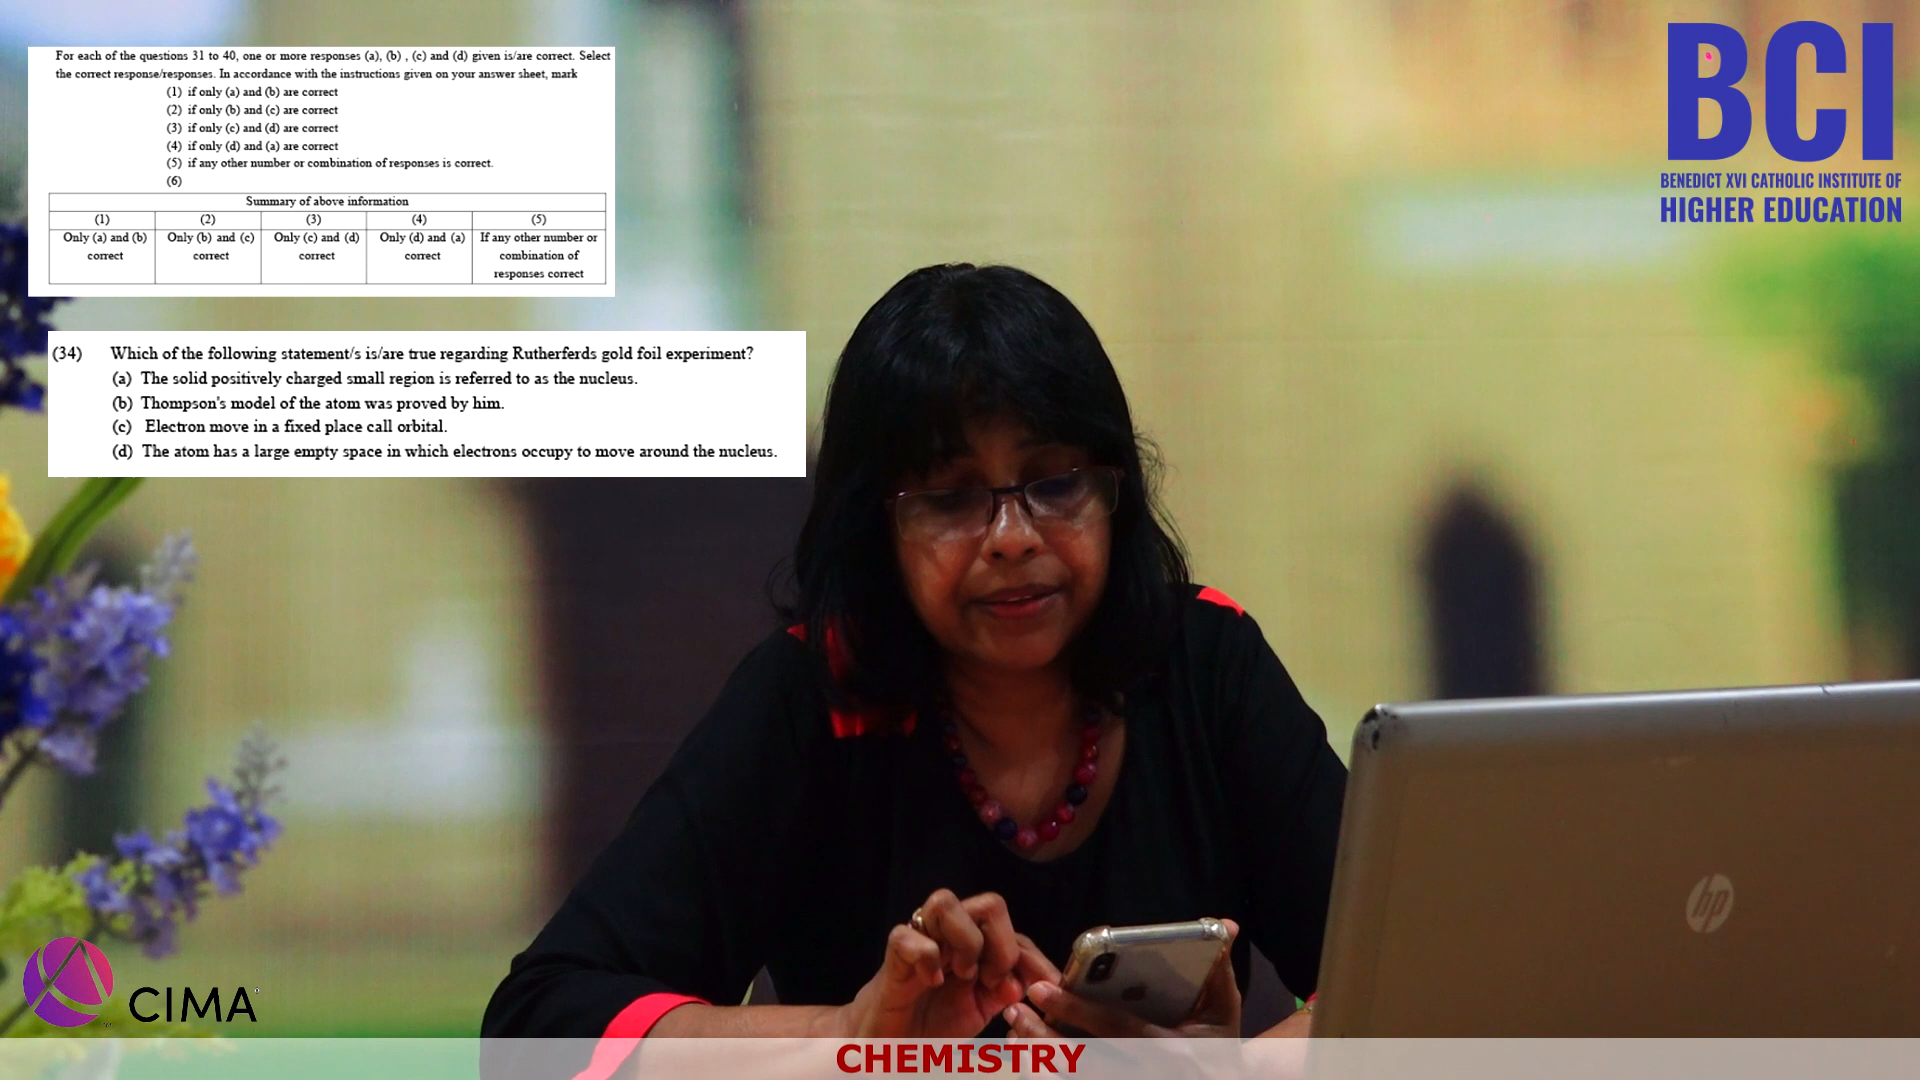 For each of the questions 31 to 40, one or more responses (a), (b) , (c) and (d) given is/are correct. Select
the correct response/responses. In accordance with the instructions given on your answer sheet, mark
(1) if only (a) and (b) are correct
(2) if only (b) and (c) are correct
(3) if only (c) and (d) are correct
(4) if only (d) and (a) are correct
(5) if any other number or combination of responses is correct.
(6)
Summary of above information
(1) (2) (3) (4) (5)
Only (a) and (b) Only (b) and (c) Only (c) and (d) Only (d) and (a) If any other number or
correct correct correct correct combination of
responses correct
(34) Which of the following statement/s is/are true regarding Rutherferds gold foil experiment?
(a) The solid positively charged small region is referred to as the nucleus.
(b) Thompson's model of the atom was proved by him.
(c) Electron move in a fixed place call orbital.
(d) The atom has a large empty space in which electrons occupy to move around the nucleus.
BCI
BENEDICT XVI CATHOLIC INSTITUTE OF
HIGHER EDUCATION
hp
CIMA
CHEMISTRY